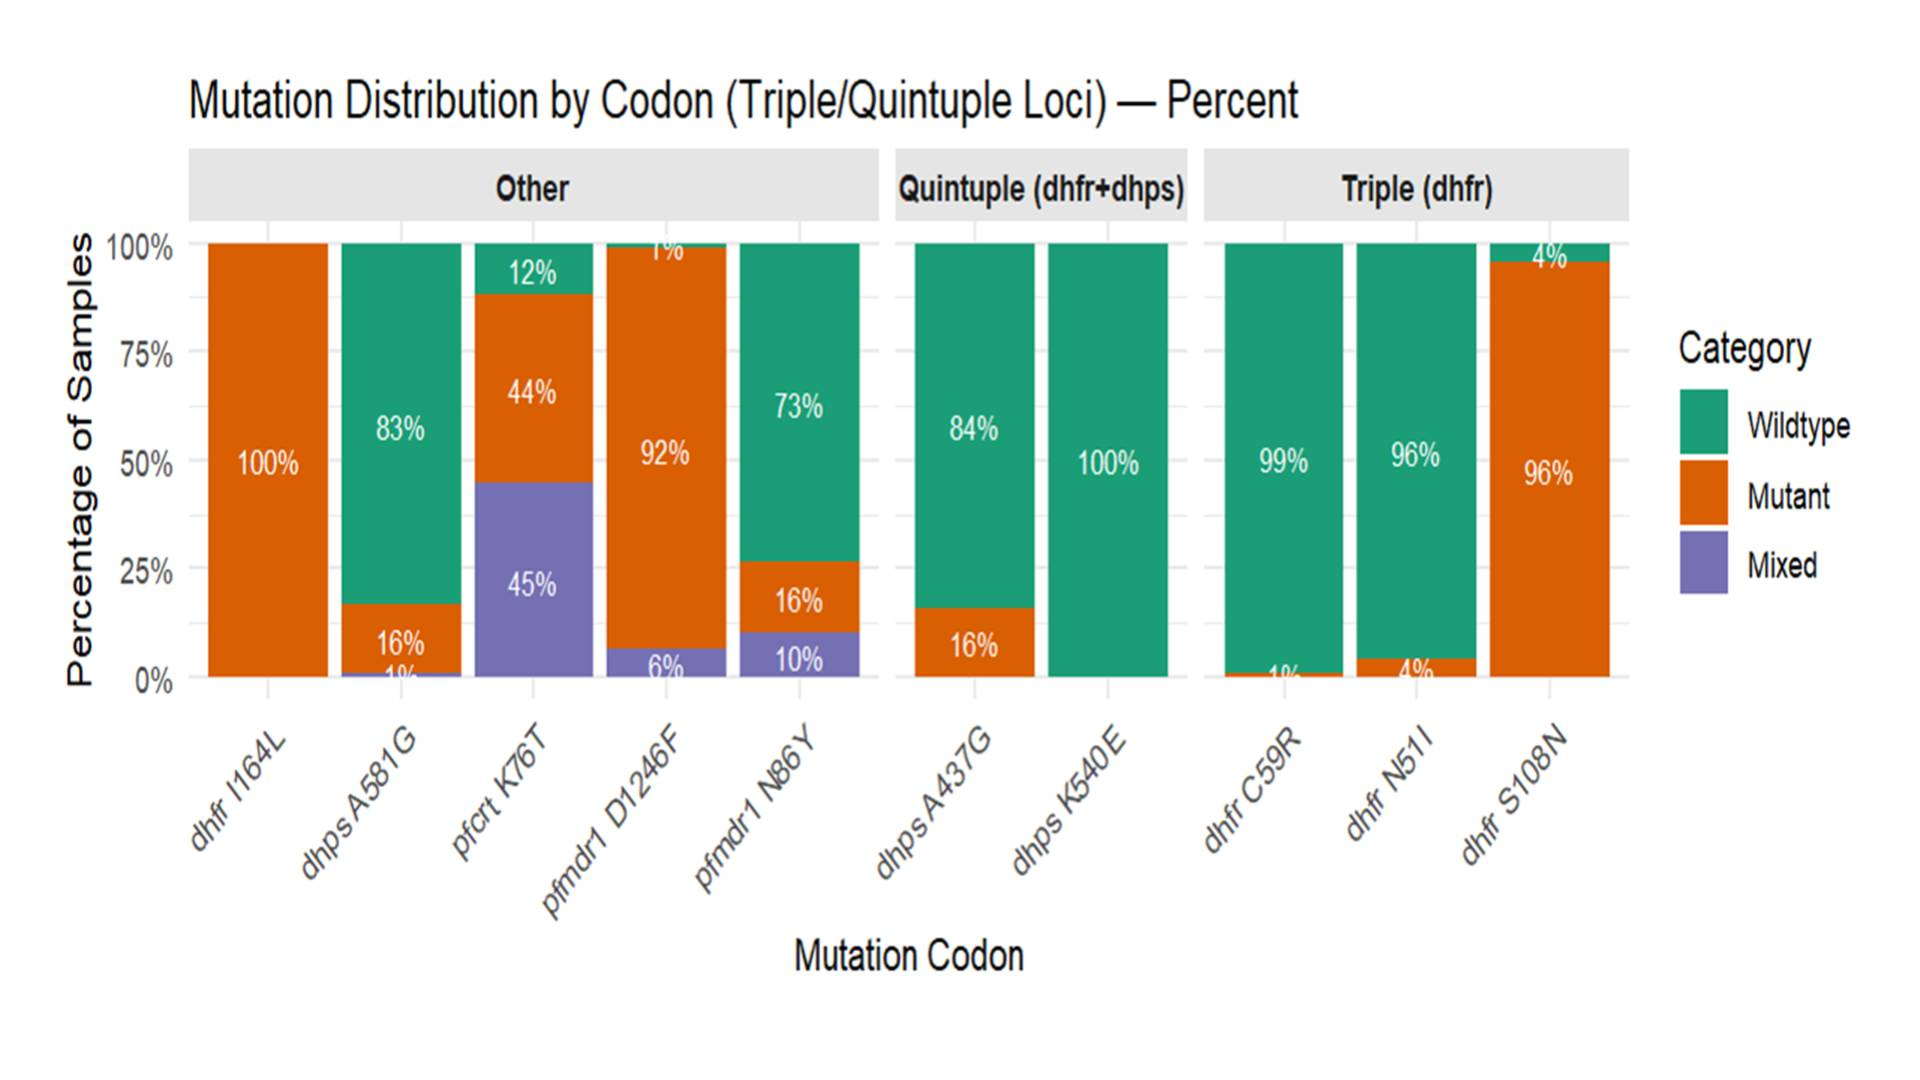 Mutation Distribution by Codon (Triple/Quintuple Loci) — Percent
Other
Quintuple (dhfr+dhps)
Triple (dhfr)
Percentage of Samples
100%
75%
50%
25%
0%
100%
83%
16%
1%
12%
44%
45%
1%
92%
6%
73%
16%
10%
84%
16%
100%
99%
1%
96%
4%
4%
96%
dhfr I164L
dhps A581G
pfcrt K76T
pfmdr1 D1246F
pfmdr1 N86Y
dhps A437G
dhps K540E
dhfr C59R
dhfr N51I
dhfr S108N
Mutation Codon
Category
Wildtype
Mutant
Mixed